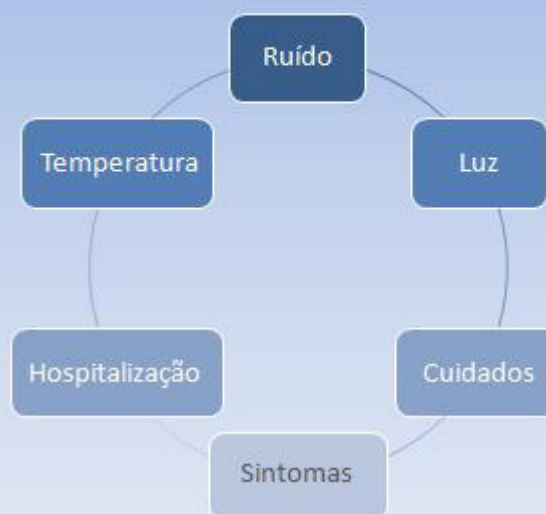 Ruído
Luz
Cuidados
Sintomas
Hospitalização
Temperatura